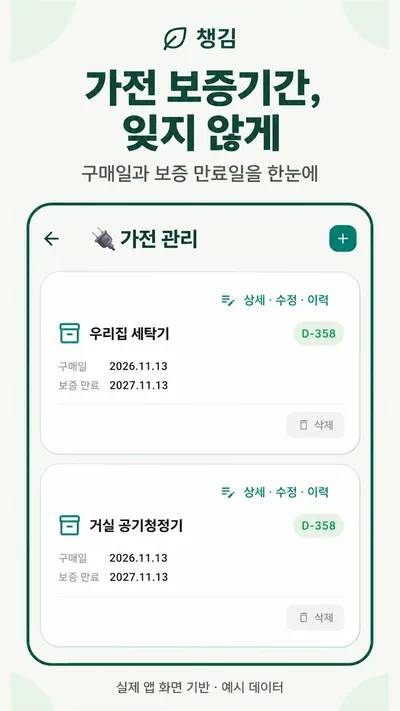 챙김
가전 보증기간,
잊지 않게
구매일과 보증 만료일을 한눈에
가전 관리
상세 · 수정 · 이력
우리집 세탁기
D-358
구매일 2026.11.13
보증 만료 2027.11.13
삭제
상세 · 수정 · 이력
거실 공기청정기
D-358
구매일 2026.11.13
보증 만료 2027.11.13
삭제
실제 앱 화면 기반 · 예시 데이터